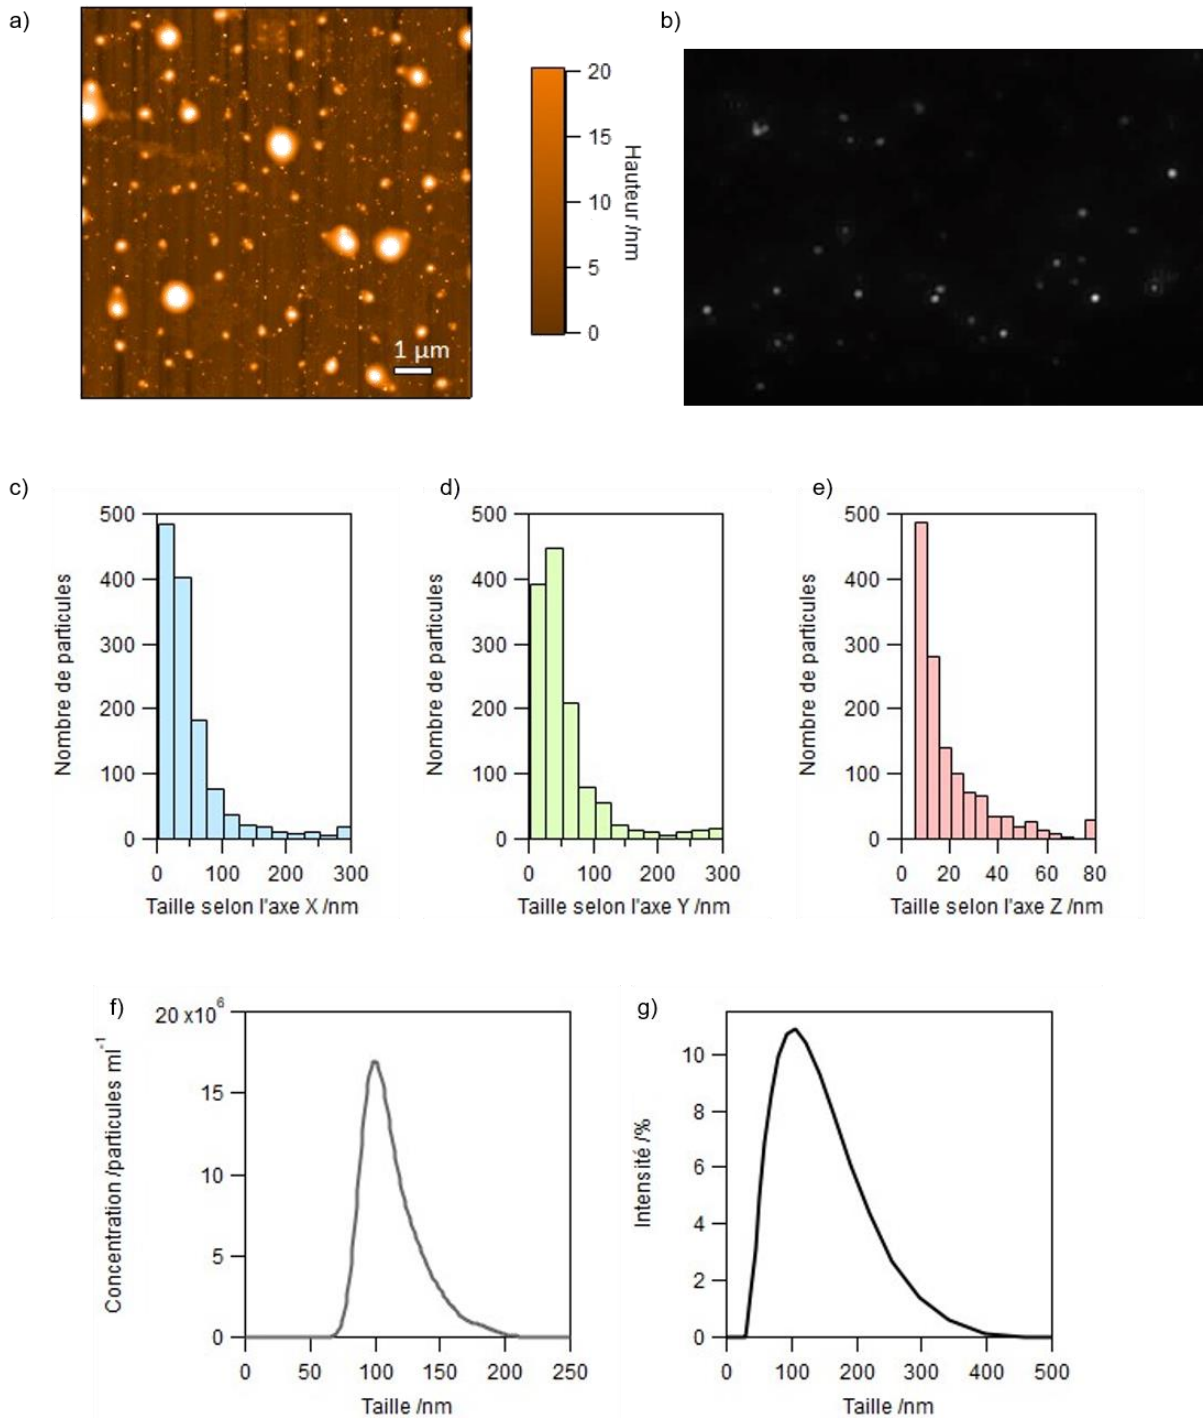 a)
b)
20
15
10
5
0
Hauteur /nm
1 µm
c)
d)
e)
500
400
300
200
100
0
Nombre de particules
0 100 200 300
Taille selon l'axe X /nm
500
400
300
200
100
0
Nombre de particules
0 100 200 300
Taille selon l'axe Y /nm
500
400
300
200
100
0
Nombre de particules
0 20 40 60 80
Taille selon l'axe Z /nm
f)
20 x10⁶
15
10
5
0
Concentration /particules ml⁻¹
0 50 100 150 200 250
Taille /nm
g)
10
8
6
4
2
0
Intensité /%
0 100 200 300 400 500
Taille /nm